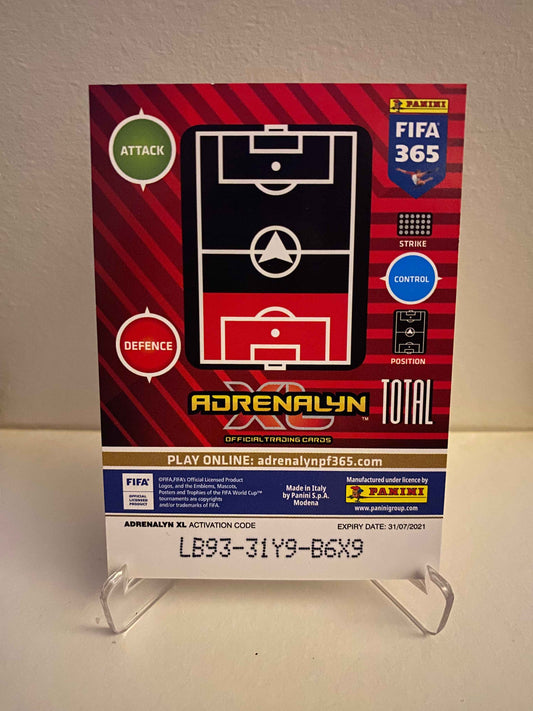 PANINI
FIFA
365
ATTACK
STRIKE
CONTROL
DEFENCE
POSITION
ADRENALYN
XL
™
TOTAL
OFFICIAL TRADING CARDS
PLAY ONLINE: adrenalynpf365.com
FIFA®
OFFICIAL
LICENSED
PRODUCT
©FIFA,FIFA's Official Licensed Product
Logos, and the Emblems, Mascots,
Posters and Trophies of the FIFA World Cup™
tournaments are copyrights
and/or trademarks of FIFA.
Made in Italy
by Panini S.p.A.
Modena
Manufactured under licence by
PANINI
www.paninigroup.com
ADRENALYN XL ACTIVATION CODE
EXPIRY DATE: 31/07/2021
LB93-31Y9-B6X9